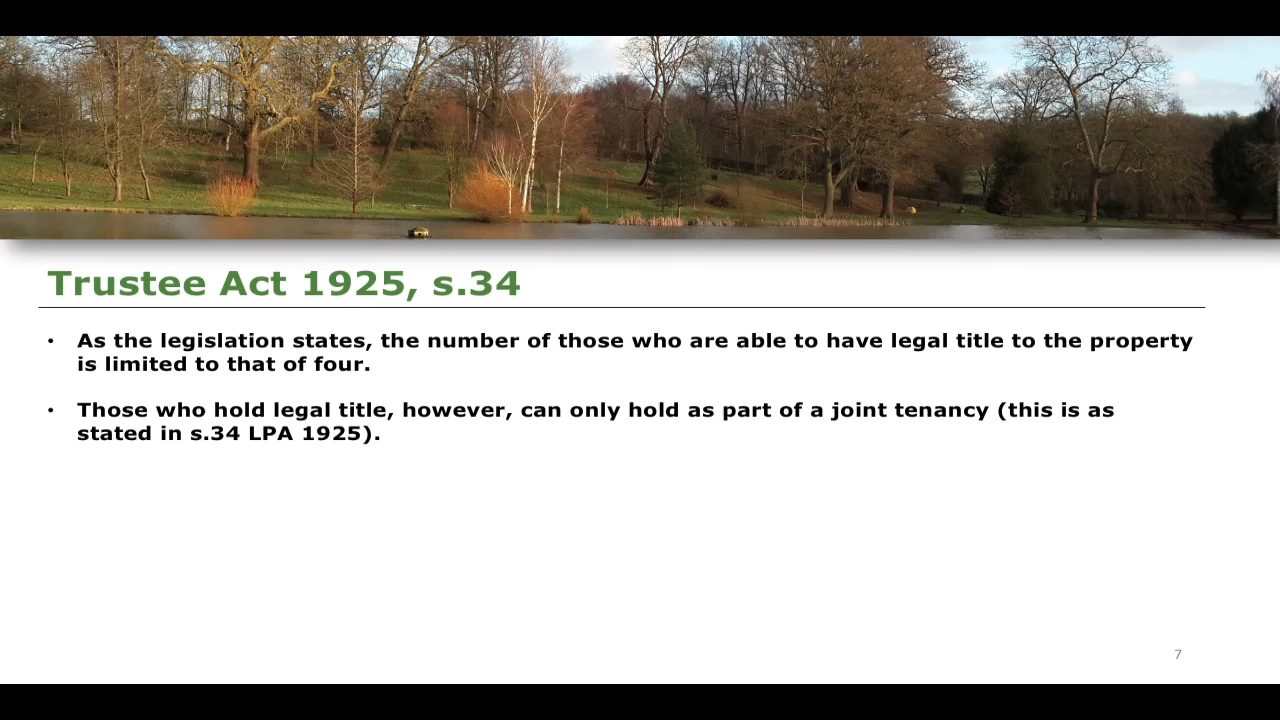 Trustee Act 1925, s.34
• As the legislation states, the number of those who are able to have legal title to the property
is limited to that of four.
• Those who hold legal title, however, can only hold as part of a joint tenancy (this is as
stated in s.34 LPA 1925).
7